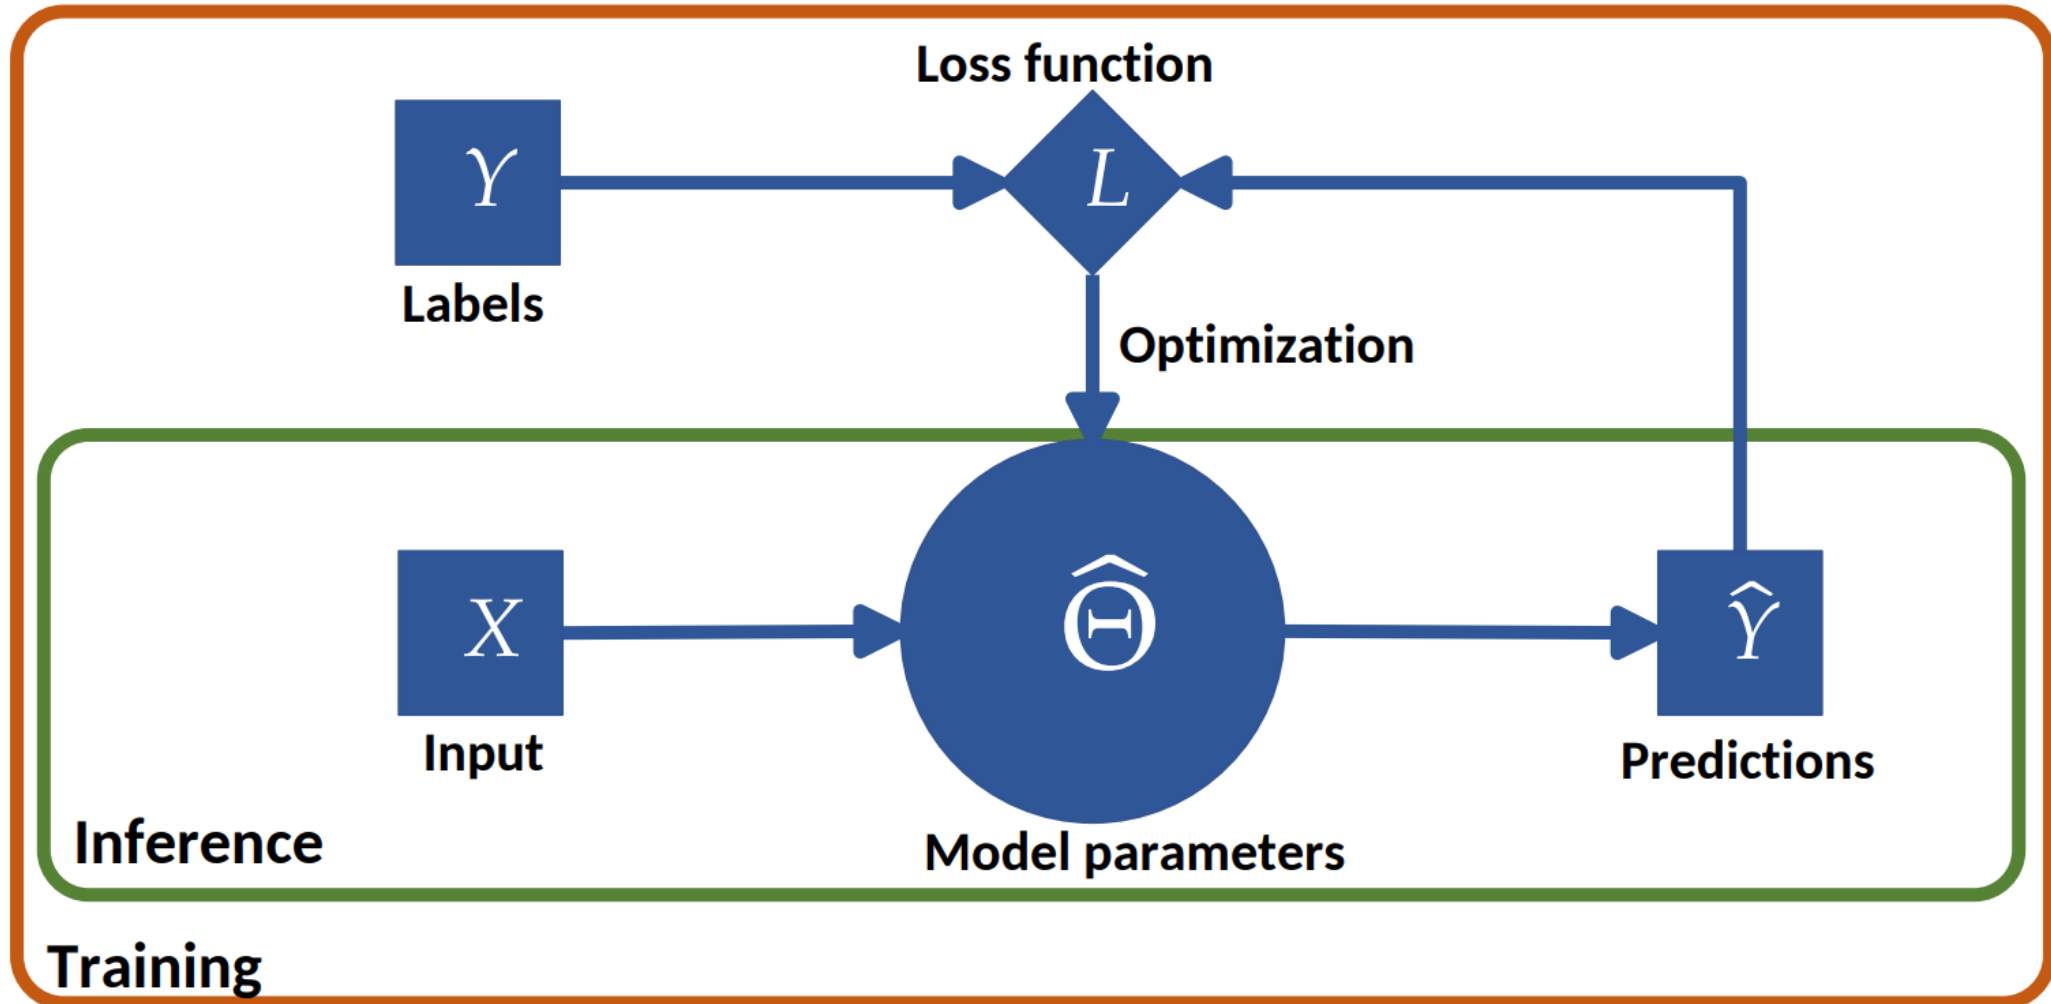 Loss function
Y
L
Labels
Optimization
X
Θ̂
Ŷ
Input
Predictions
Inference
Model parameters
Training